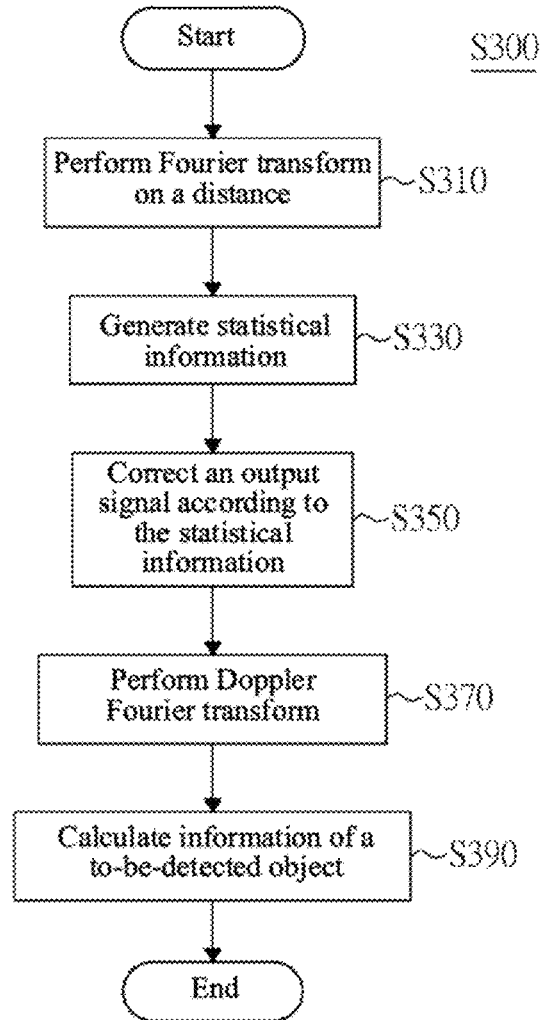 Start
S300
Perform Fourier transform
on a distance
S310
Generate statistical
information
S330
Correct an output
signal according to
the statistical
information
S350
Perform Doppler
Fourier transform
S370
Calculate information of a
to-be-detected object
S390
End